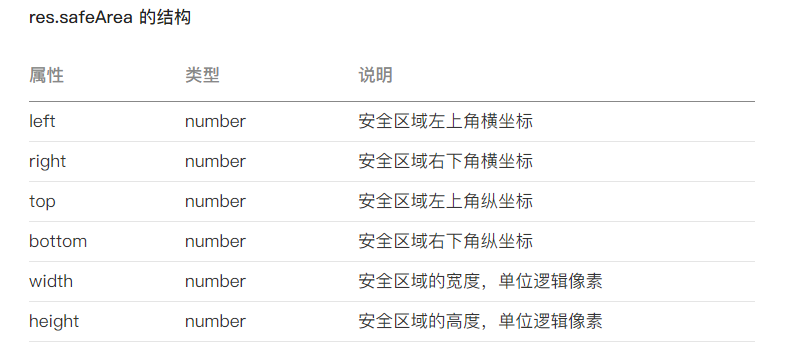 res.safeArea 的结构
属性 类型 说明
left number 安全区域左上角横坐标
right number 安全区域右下角横坐标
top number 安全区域左上角纵坐标
bottom number 安全区域右下角纵坐标
width number 安全区域的宽度，单位逻辑像素
height number 安全区域的高度，单位逻辑像素